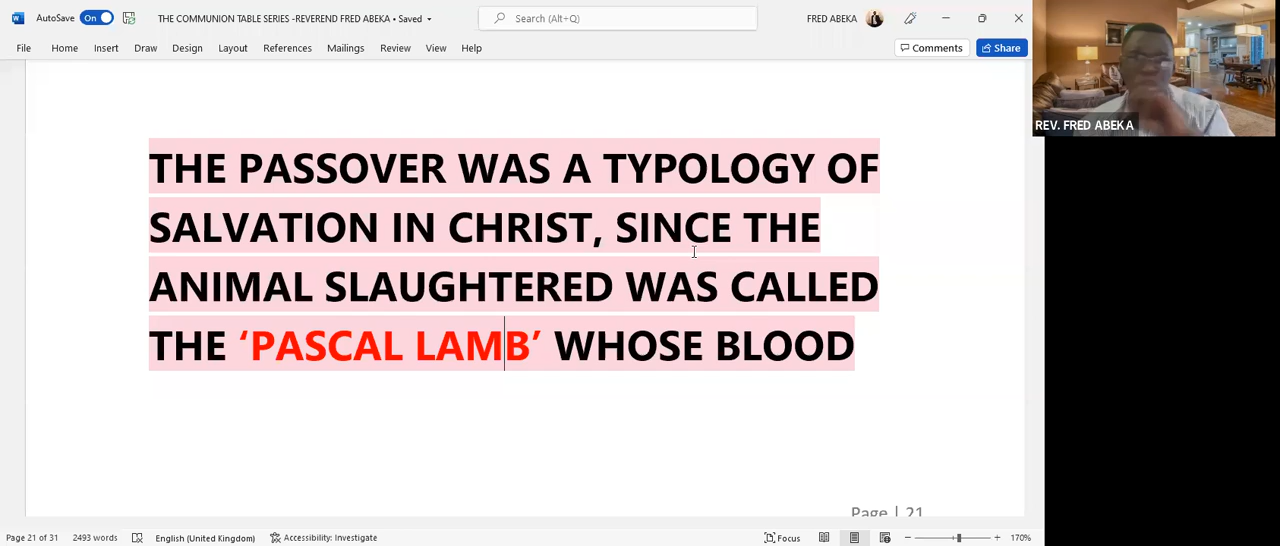 AutoSave On THE COMMUNION TABLE SERIES -REVEREND FRED ABEKA • Saved Search (Alt+Q) FRED ABEKA
File Home Insert Draw Design Layout References Mailings Review View Help Comments Share
REV. FRED ABEKA
THE PASSOVER WAS A TYPOLOGY OF
SALVATION IN CHRIST, SINCE THE
ANIMAL SLAUGHTERED WAS CALLED
THE ‘PASCAL LAMB’ WHOSE BLOOD
Page | 21
Page 21 of 31 2493 words English (United Kingdom) Accessibility: Investigate Focus 170%